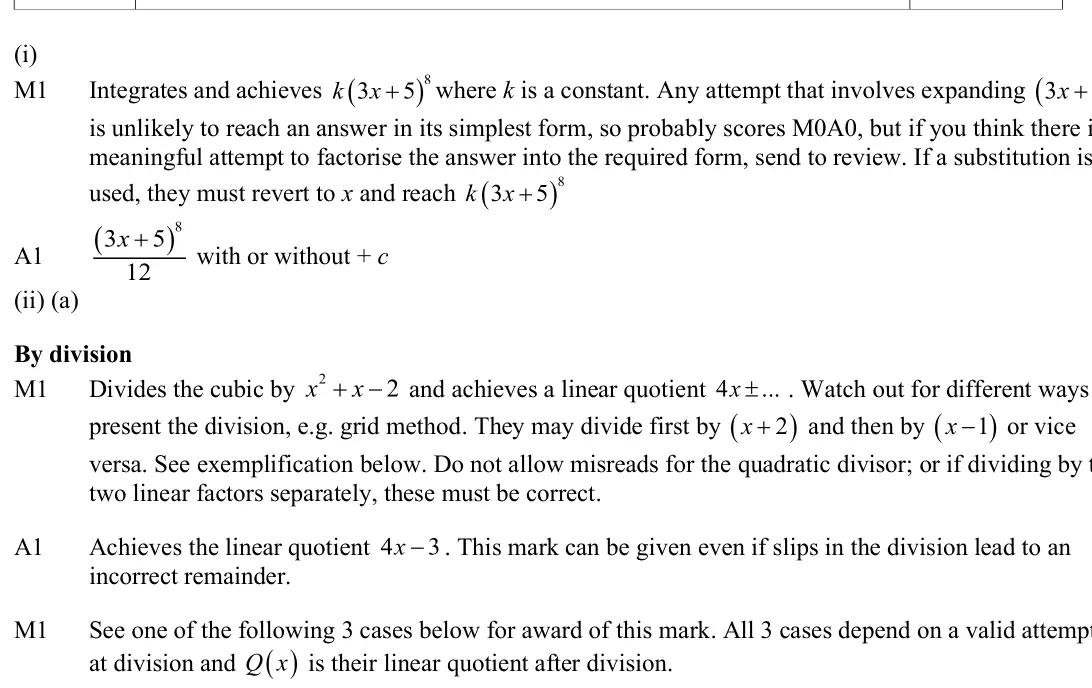 (i)
M1 Integrates and achieves k(3x+5)^8 where k is a constant. Any attempt that involves expanding (3x+
is unlikely to reach an answer in its simplest form, so probably scores M0A0, but if you think there
meaningful attempt to factorise the answer into the required form, send to review. If a substitution is
used, they must revert to x and reach k(3x+5)^8
A1 (3x+5)^8/12 with or without + c
(ii) (a)
By division
M1 Divides the cubic by x^2+x−2 and achieves a linear quotient 4x±... . Watch out for different ways
present the division, e.g. grid method. They may divide first by (x+2) and then by (x−1) or vice
versa. See exemplification below. Do not allow misreads for the quadratic divisor; or if dividing by
two linear factors separately, these must be correct.
A1 Achieves the linear quotient 4x−3. This mark can be given even if slips in the division lead to an
incorrect remainder.
M1 See one of the following 3 cases below for award of this mark. All 3 cases depend on a valid attempt
at division and Q(x) is their linear quotient after division.